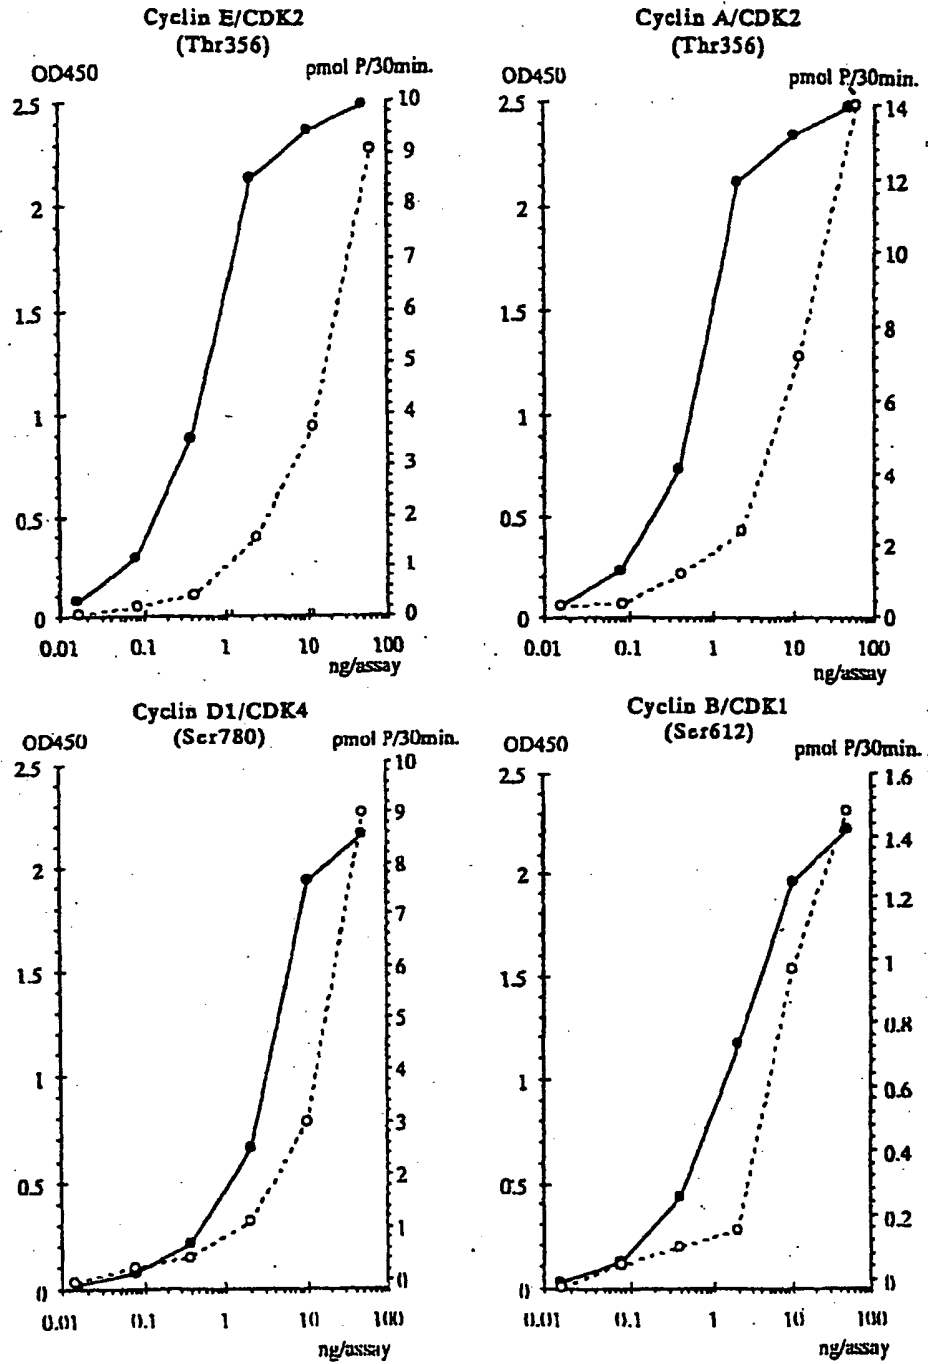 Cyclin E/CDK2
(Thr356)
OD450
pmol P/30min.
2.5
2
1.5
1
0.5
0
10
9
8
7
6
5
4
3
2
1
0
0.01 0.1 1 10 100
ng/assay
Cyclin A/CDK2
(Thr356)
OD450
pmol P/30min.
2.5
2
1.5
1
0.5
0
14
12
10
8
6
4
2
0
0.01 0.1 1 10 100
ng/assay
Cyclin D1/CDK4
(Ser780)
OD450
pmol P/30min.
2.5
2
1.5
1
0.5
0
10
9
8
7
6
5
4
3
2
1
0
0.01 0.1 1 10 100
ng/assay
Cyclin B/CDK1
(Ser612)
OD450
pmol P/30min.
2.5
2
1.5
1
0.5
0
1.6
1.4
1.2
1
0.8
0.6
0.4
0.2
0
0.01 0.1 1 10 100
ng/assay